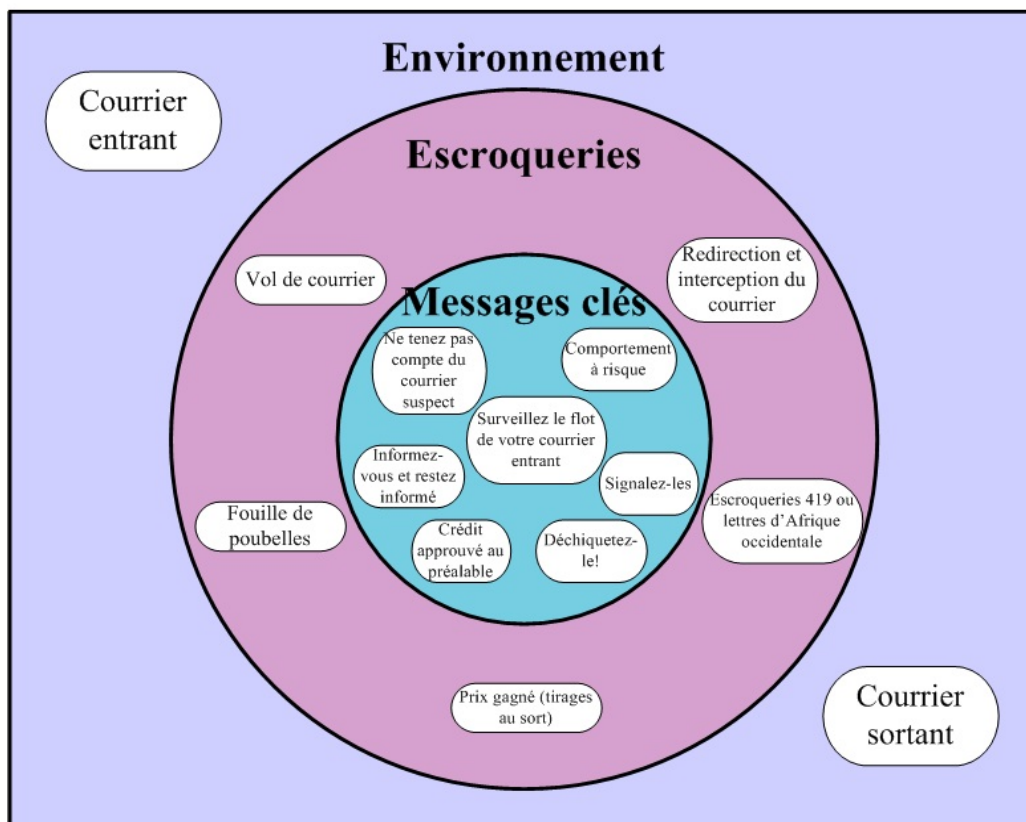 Environnement
Courrier
entrant
Escroqueries
Vol de courrier
Redirection et
interception du
courrier
Messages clés
Ne tenez pas
compte du
courrier
suspect
Comportement
à risque
Surveillez le flot
de votre courrier
entrant
Informez-
vous et restez
informé
Signalez-les
Crédit
approuvé au
préalable
Déchiquetez-
le!
Fouille de
poubelles
Escroqueries 419 ou
lettres d’Afrique
occidentale
Prix gagné (tirages
au sort)
Courrier
sortant